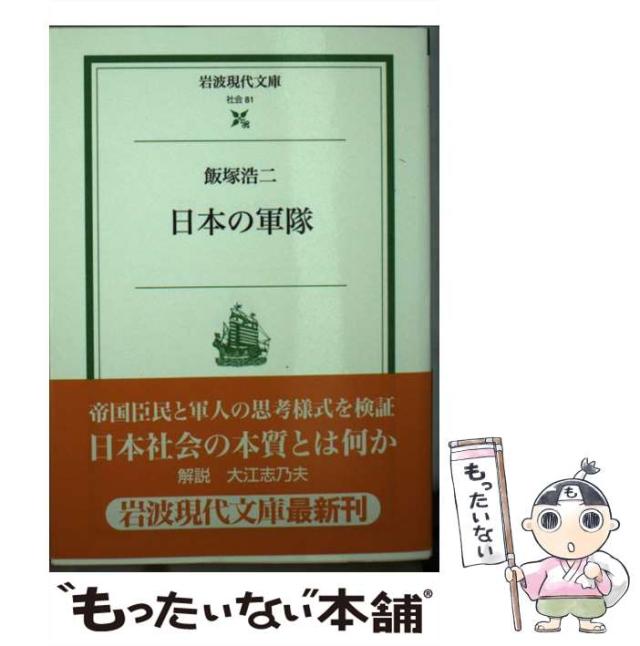 岩波現代文庫
社会 81
飯塚浩二
日本の軍隊
帝国臣民と軍人の思考様式を検証
日本社会の本質とは何か
解説 大江志乃夫
岩波現代文庫最新刊
"もったいない"本舗®
もったいない
も